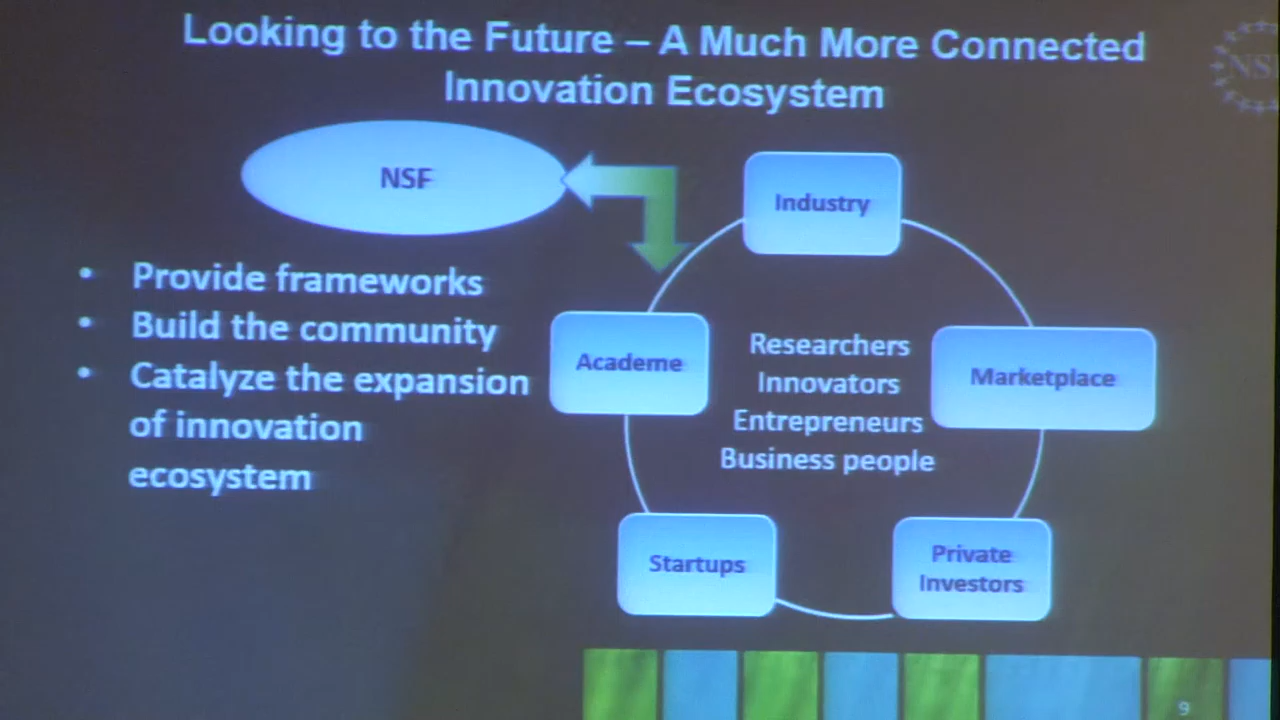 Looking to the Future – A Much More Connected
Innovation Ecosystem
NSF
NSF
• Provide frameworks
• Build the community
• Catalyze the expansion
of innovation
ecosystem
Industry
Academe
Researchers
Innovators
Entrepreneurs
Business people
Marketplace
Startups
Private
Investors
9